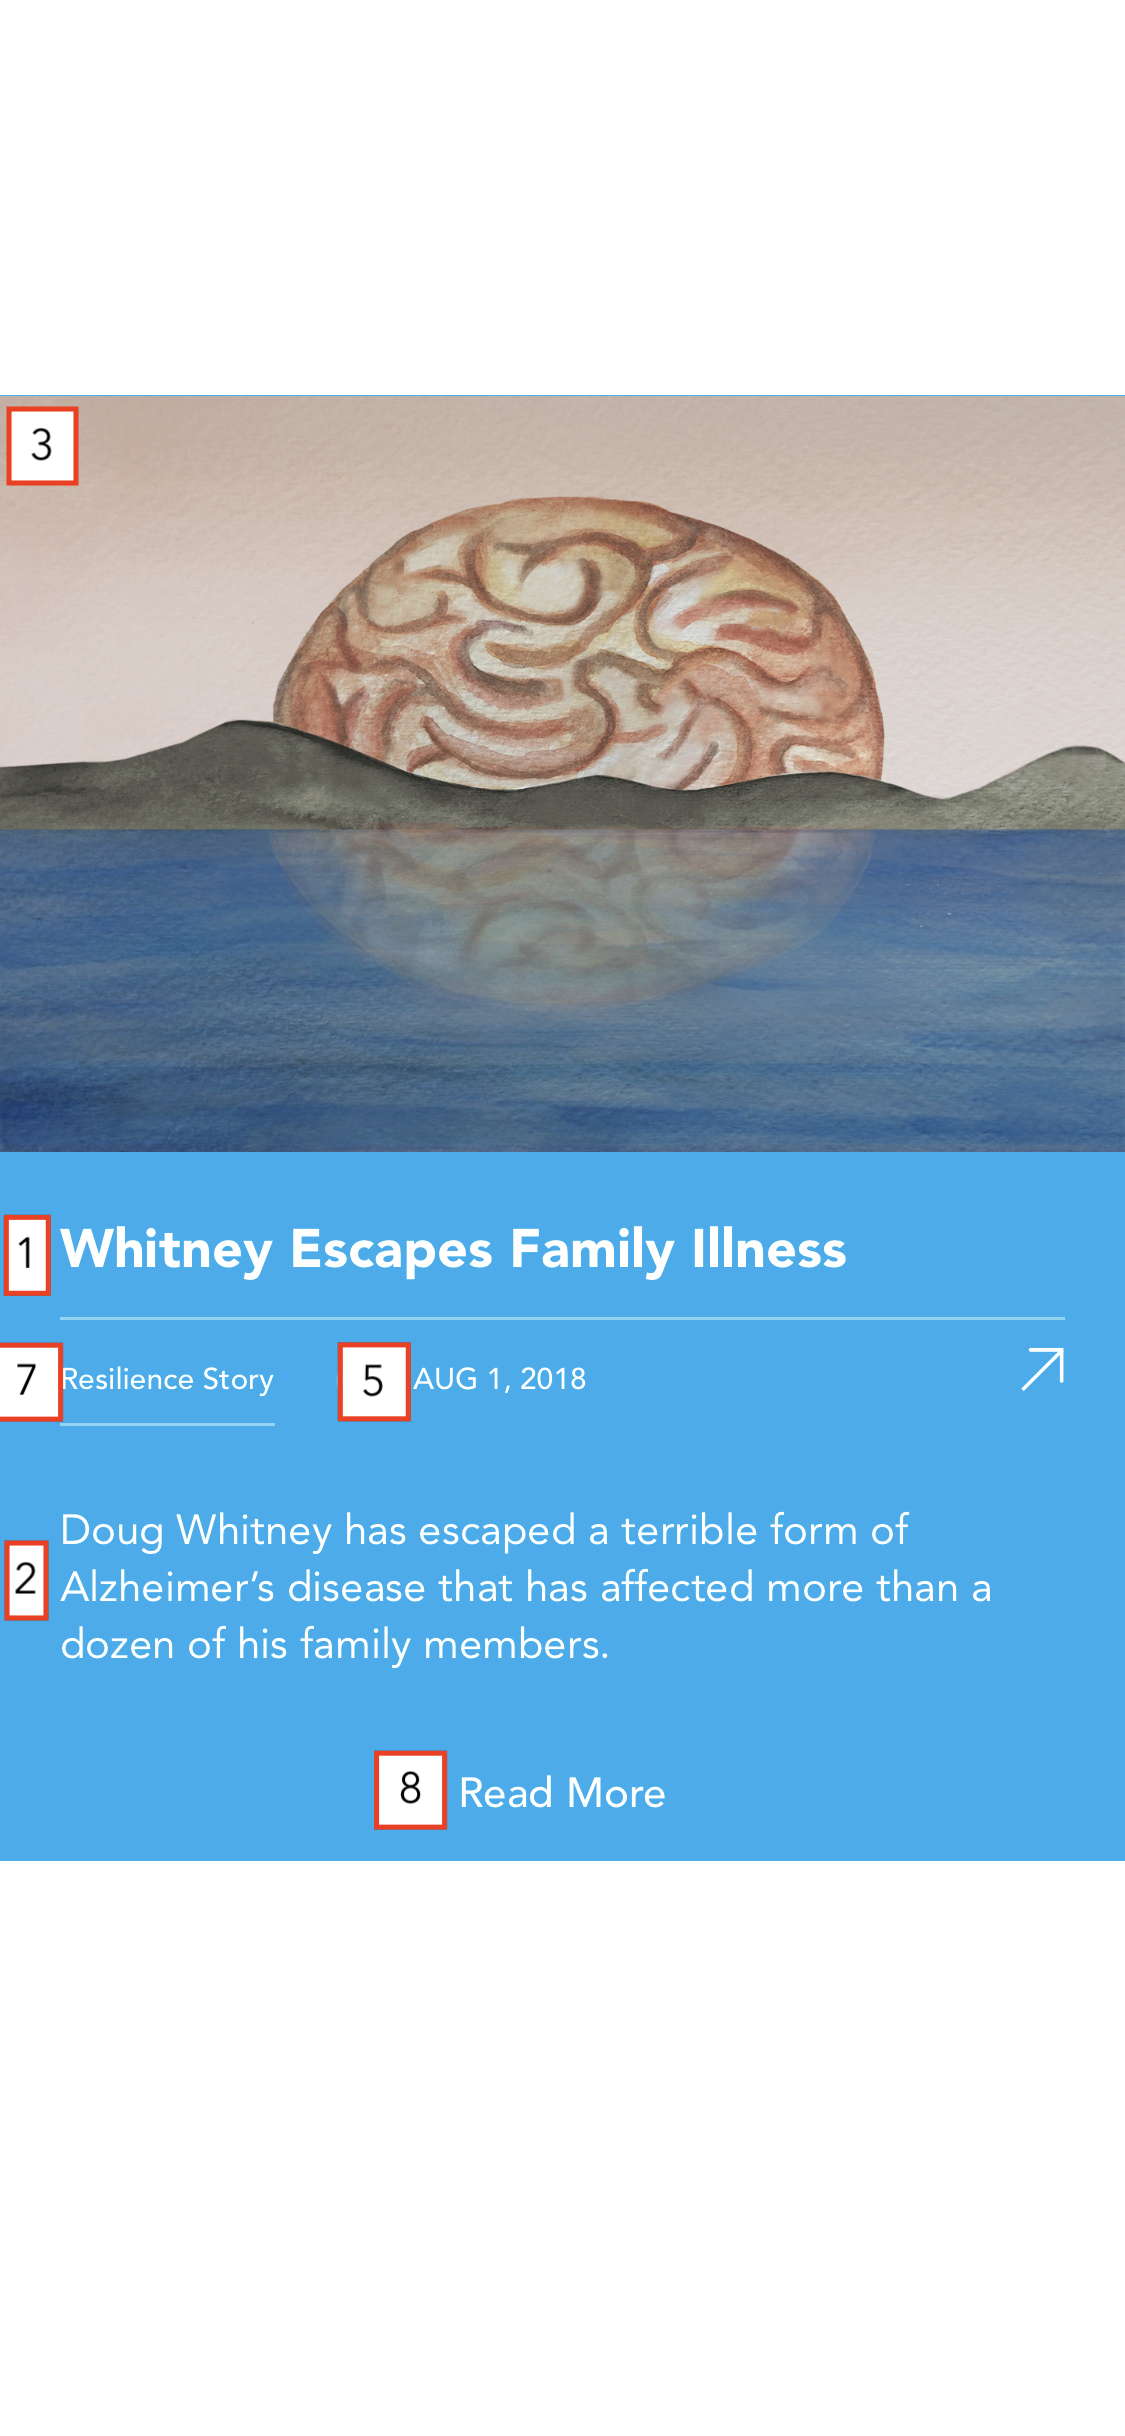 3
1 Whitney Escapes Family Illness
7 Resilience Story 5 AUG 1, 2018
Doug Whitney has escaped a terrible form of
2 Alzheimer’s disease that has affected more than a
dozen of his family members.
8 Read More